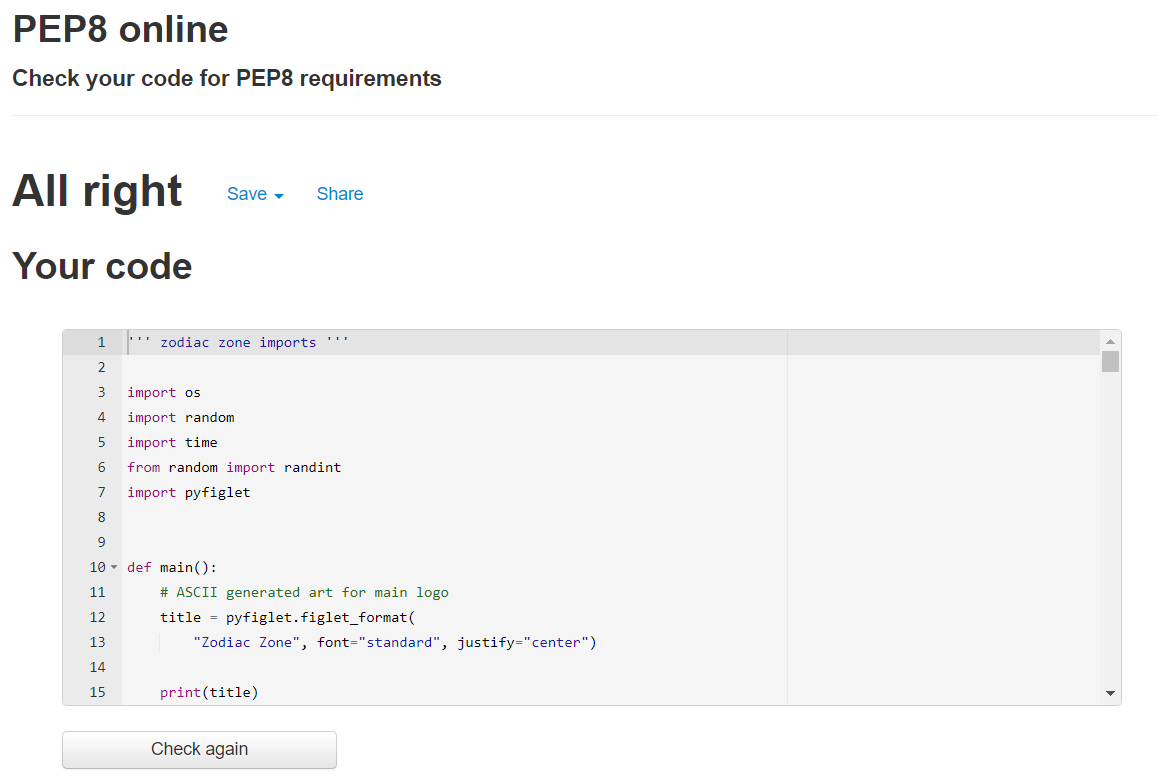 PEP8 online
Check your code for PEP8 requirements
All right Save Share
Your code
1 ''' zodiac zone imports '''
2
3 import os
4 import random
5 import time
6 from random import randint
7 import pyfiglet
8
9
10 def main():
11     # ASCII generated art for main logo
12     title = pyfiglet.figlet_format(
13         "Zodiac Zone", font="standard", justify="center")
14
15     print(title)
Check again